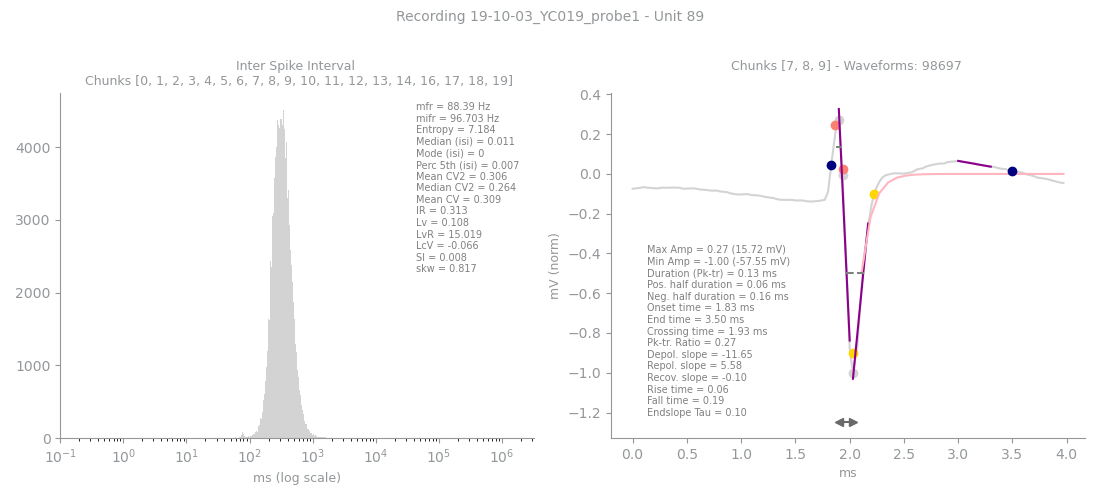 Recording 19-10-03_YC019_probe1 - Unit 89
Inter Spike Interval
Chunks [0, 1, 2, 3, 4, 5, 6, 7, 8, 9, 10, 11, 12, 13, 14, 16, 17, 18, 19]
mfr = 88.39 Hz
mifr = 96.703 Hz
Entropy = 7.184
Median (isi) = 0.011
Mode (isi) = 0
Perc 5th (isi) = 0.007
Mean CV2 = 0.306
Median CV2 = 0.264
Mean CV = 0.309
IR = 0.313
Lv = 0.108
LvR = 15.019
LcV = -0.066
SI = 0.008
skw = 0.817
4000
3000
2000
1000
0
10⁻¹ 10⁰ 10¹ 10² 10³ 10⁴ 10⁵ 10⁶
ms (log scale)
Chunks [7, 8, 9] - Waveforms: 98697
mV (norm)
0.4
0.2
0.0
−0.2
−0.4
−0.6
−0.8
−1.0
−1.2
Max Amp = 0.27 (15.72 mV)
Min Amp = -1.00 (-57.55 mV)
Duration (Pk-tr) = 0.13 ms
Pos. half duration = 0.06 ms
Neg. half duration = 0.16 ms
Onset time = 1.83 ms
End time = 3.50 ms
Crossing time = 1.93 ms
Pk-tr. Ratio = 0.27
Depol. slope = -11.65
Repol. slope = 5.58
Recov. slope = -0.10
Rise time = 0.06
Fall time = 0.19
Endslope Tau = 0.10
0.0 0.5 1.0 1.5 2.0 2.5 3.0 3.5 4.0
ms